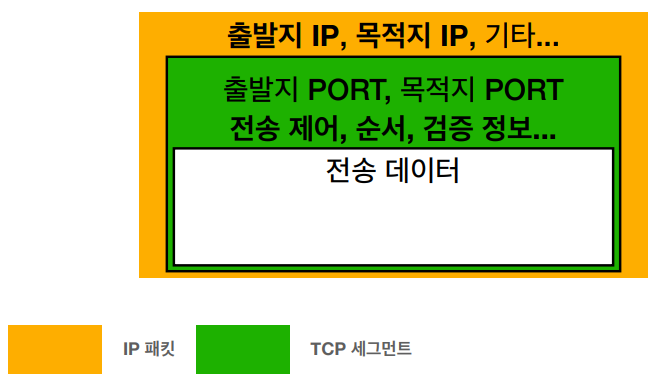 출발지 IP, 목적지 IP, 기타...
출발지 PORT, 목적지 PORT
전송 제어, 순서, 검증 정보...
전송 데이터
IP 패킷
TCP 세그먼트